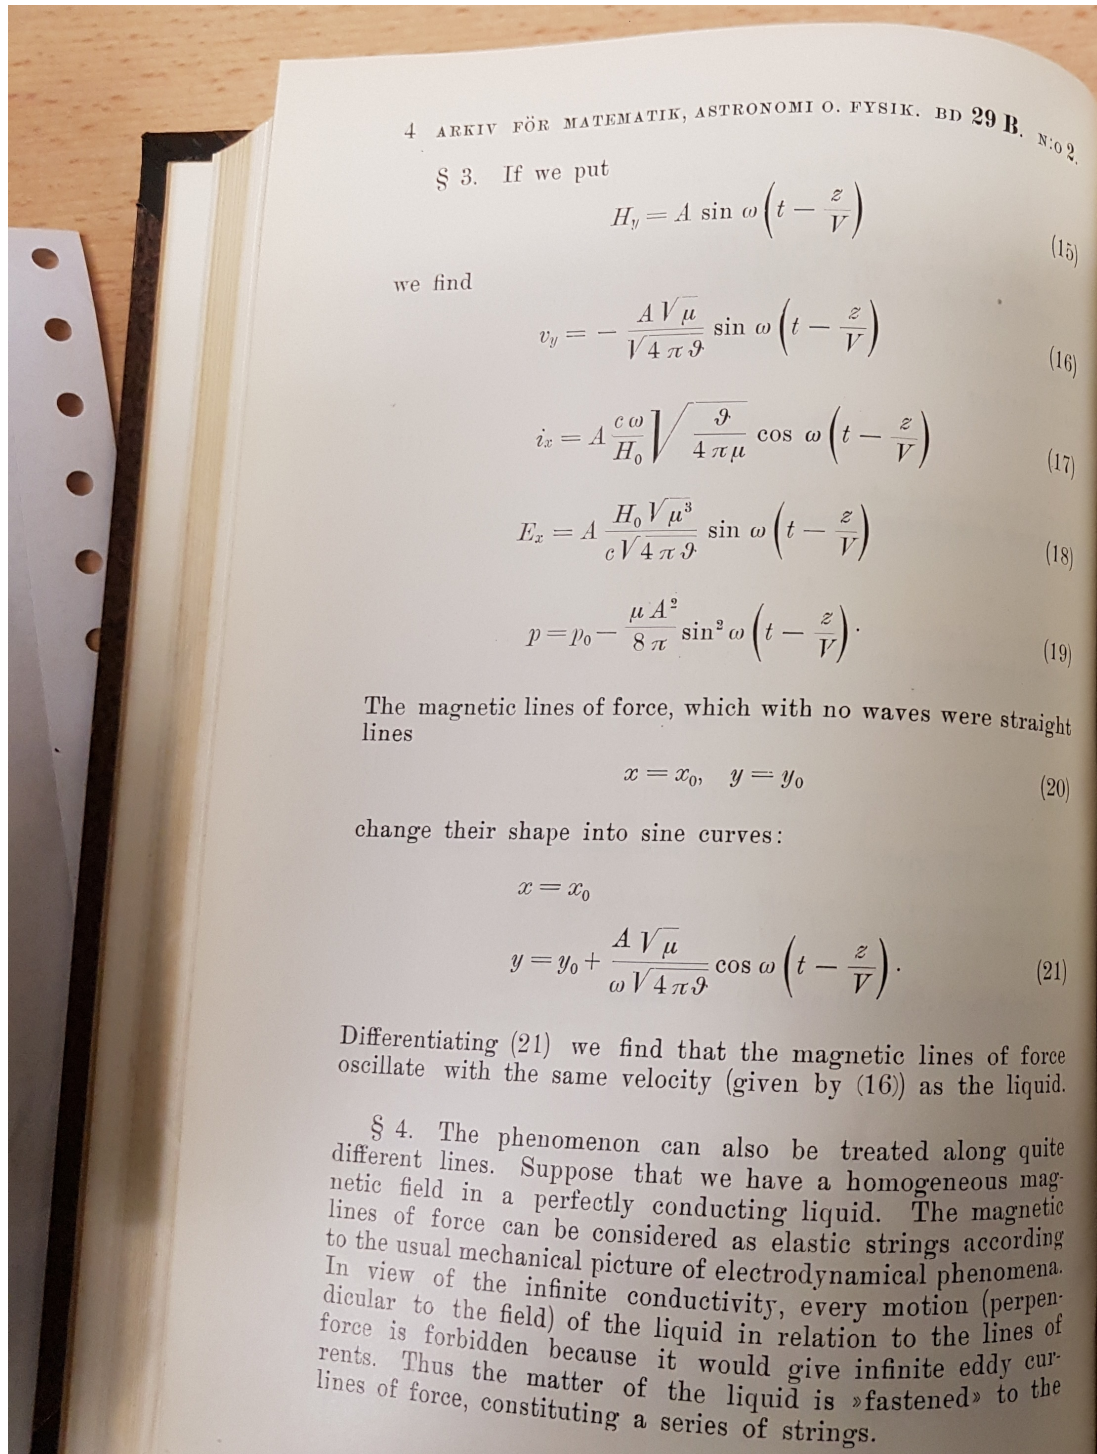 4 ARKIV FÖR MATEMATIK, ASTRONOMI O. FYSIK. BD 29 B. N:o 2.
§ 3. If we put
H_y = A sin ω (t − z/V) (15)
we find
v_y = − A√μ/√(4πϑ) sin ω (t − z/V) (16)
i_x = A cω/H_0 √(ϑ/(4πμ)) cos ω (t − z/V) (17)
E_x = A H_0√μ³/(c√(4πϑ)) sin ω (t − z/V) (18)
p = p_0 − μA²/(8π) sin² ω (t − z/V). (19)
The magnetic lines of force, which with no waves were straight
lines
x = x_0, y = y_0 (20)
change their shape into sine curves:
x = x_0
y = y_0 + A√μ/(ω√(4πϑ)) cos ω (t − z/V). (21)
Differentiating (21) we find that the magnetic lines of force
oscillate with the same velocity (given by (16)) as the liquid.
§ 4. The phenomenon can also be treated along quite
different lines. Suppose that we have a homogeneous mag-
netic field in a perfectly conducting liquid. The magnetic
lines of force can be considered as elastic strings according
to the usual mechanical picture of electrodynamical phenomena.
In view of the infinite conductivity, every motion (perpen-
dicular to the field) of the liquid in relation to the lines of
force is forbidden because it would give infinite eddy cur-
rents. Thus the matter of the liquid is »fastened» to the
lines of force, constituting a series of strings.